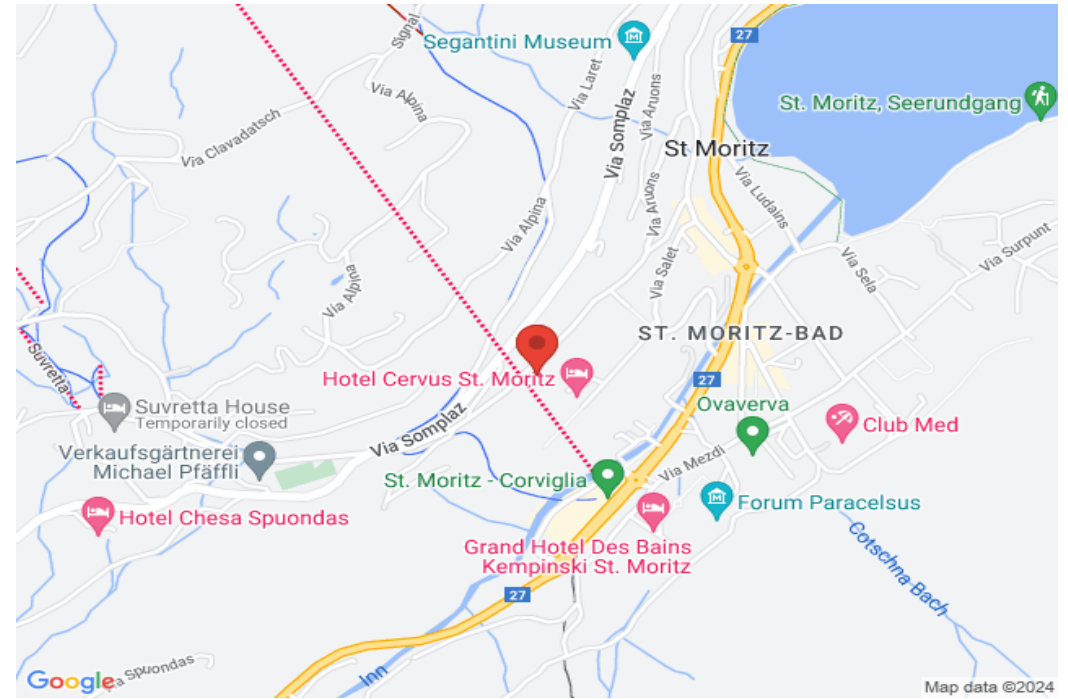 27
Segantini Museum
Signal
Via Laret
Via Alpina
Via Aruons
St. Moritz, Seerundgang
Via Clavadatsch
Via Somplaz
St Moritz
Via Ludains
Via Aruons
Via Alpina
Via Salet
Via Sela
Via Surpunt
Via Alpina
ST. MORITZ-BAD
Suvretta
Hotel Cervus St. Moritz
27
Suvretta House
Temporarily closed
Ovaverva
Via Somplaz
Club Med
Verkaufsgärtnerei
Michael Pfäffli
Via Mezdi
St. Moritz - Corviglia
Forum Paracelsus
Hotel Chesa Spuondas
Grand Hotel Des Bains
Kempinski St. Moritz
Cotschna Bach
27
Inn
Google
a Spuondas
Map data ©2024